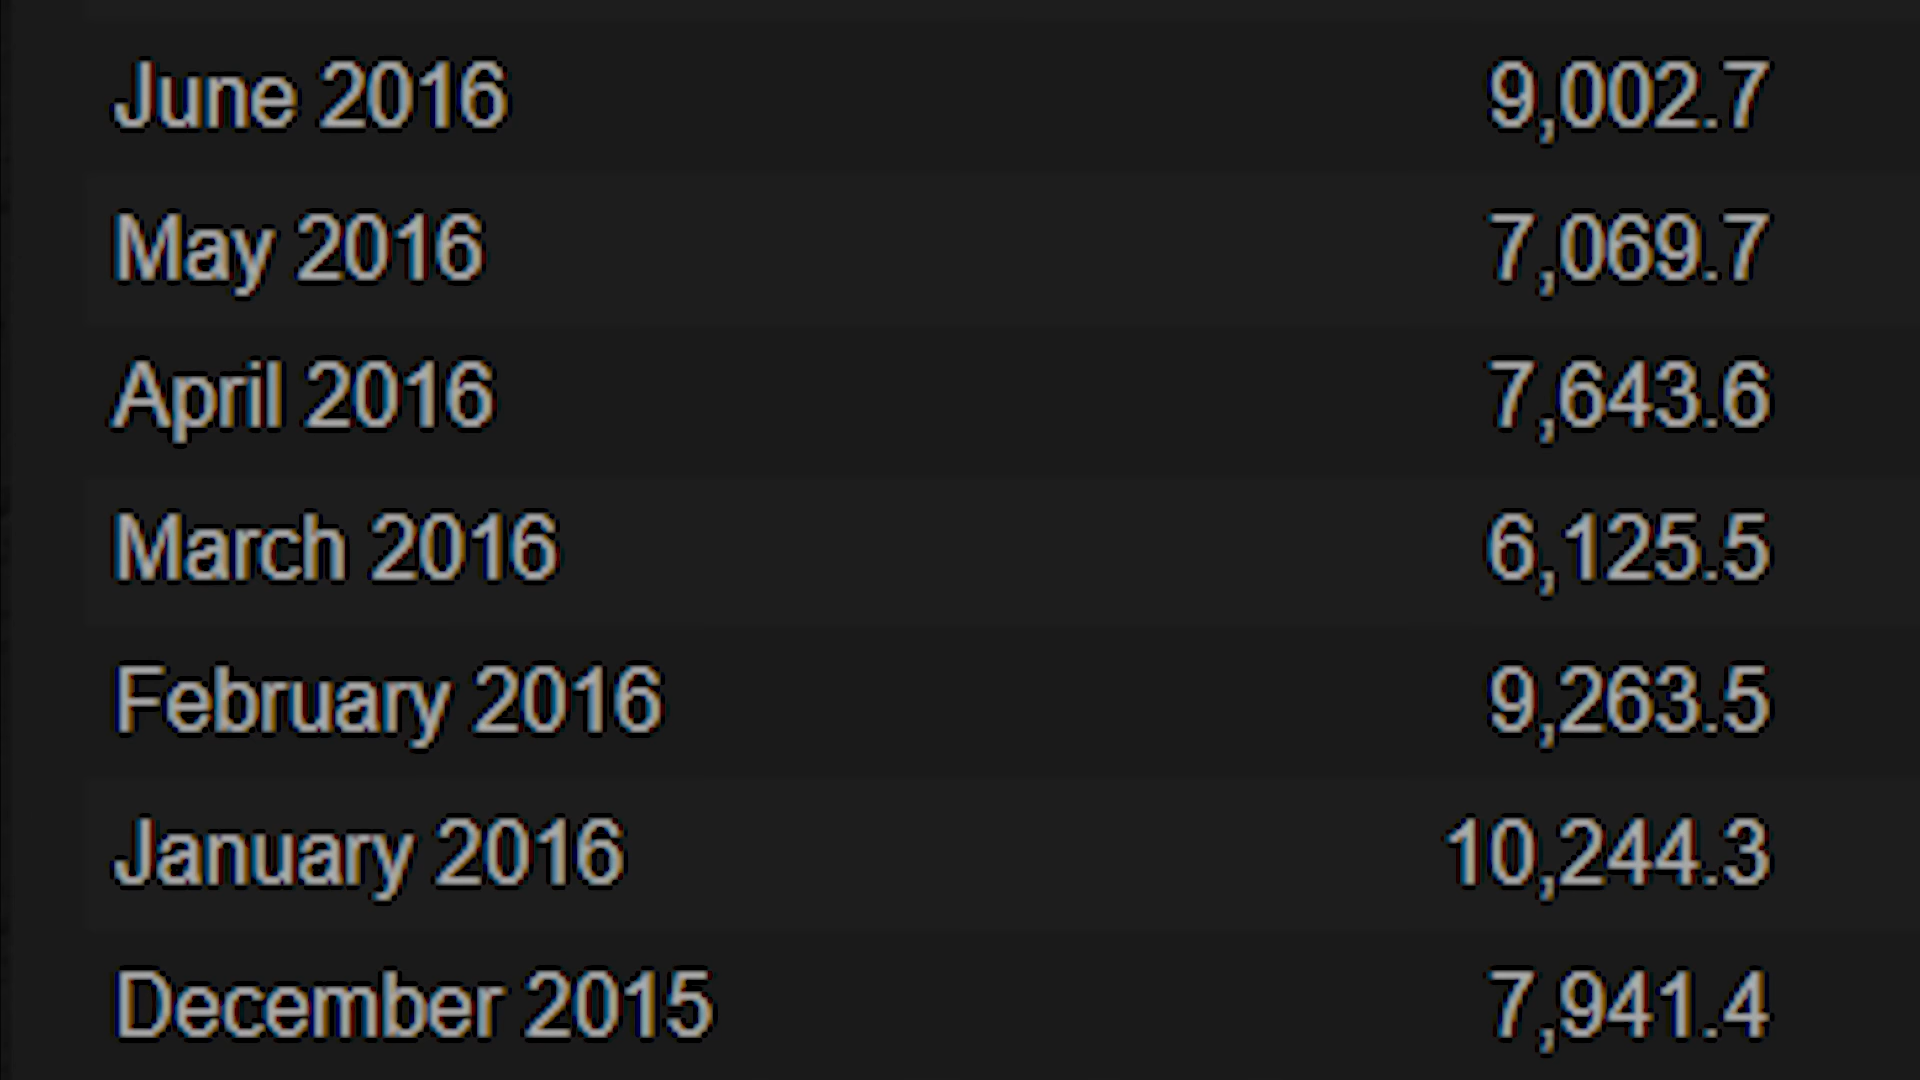 June 2016 9,002.7
May 2016 7,069.7
April 2016 7,643.6
March 2016 6,125.5
February 2016 9,263.5
January 2016 10,244.3
December 2015 7,941.4